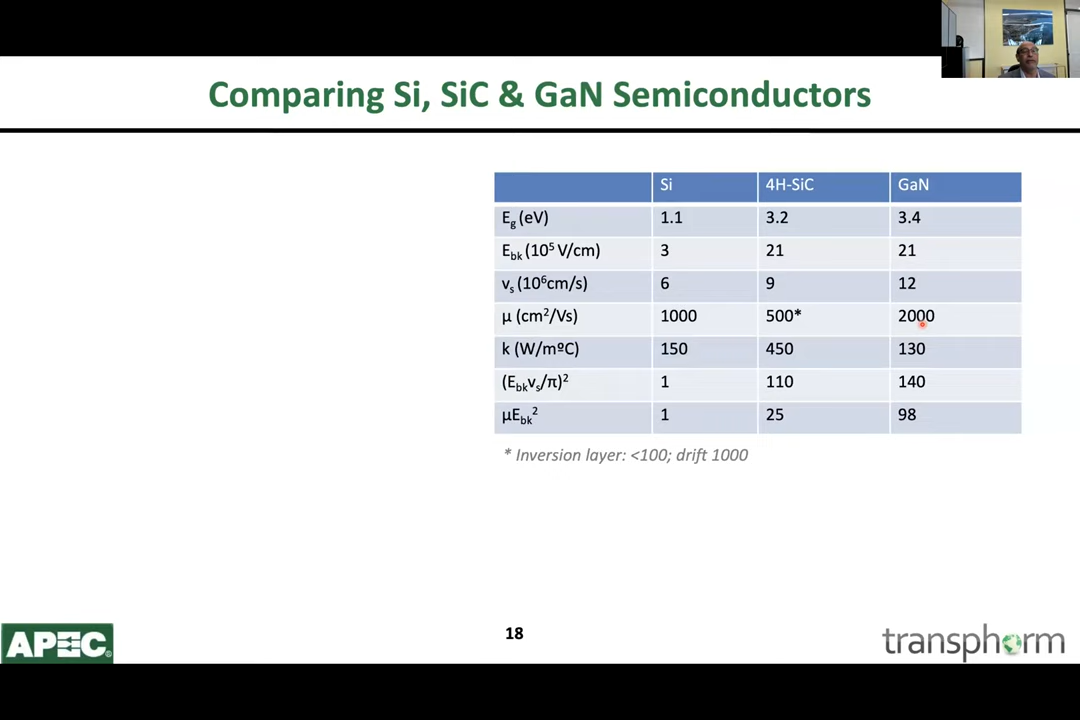 Comparing Si, SiC & GaN Semiconductors
Si 4H-SiC GaN
Eg (eV) 1.1 3.2 3.4
Ebk (10⁵ V/cm) 3 21 21
vs (10⁶cm/s) 6 9 12
µ (cm²/Vs) 1000 500* 2000
k (W/mºC) 150 450 130
(Ebkvs/π)² 1 110 140
µEbk² 1 25 98
* Inversion layer: <100; drift 1000
APEC®
18
transphorm